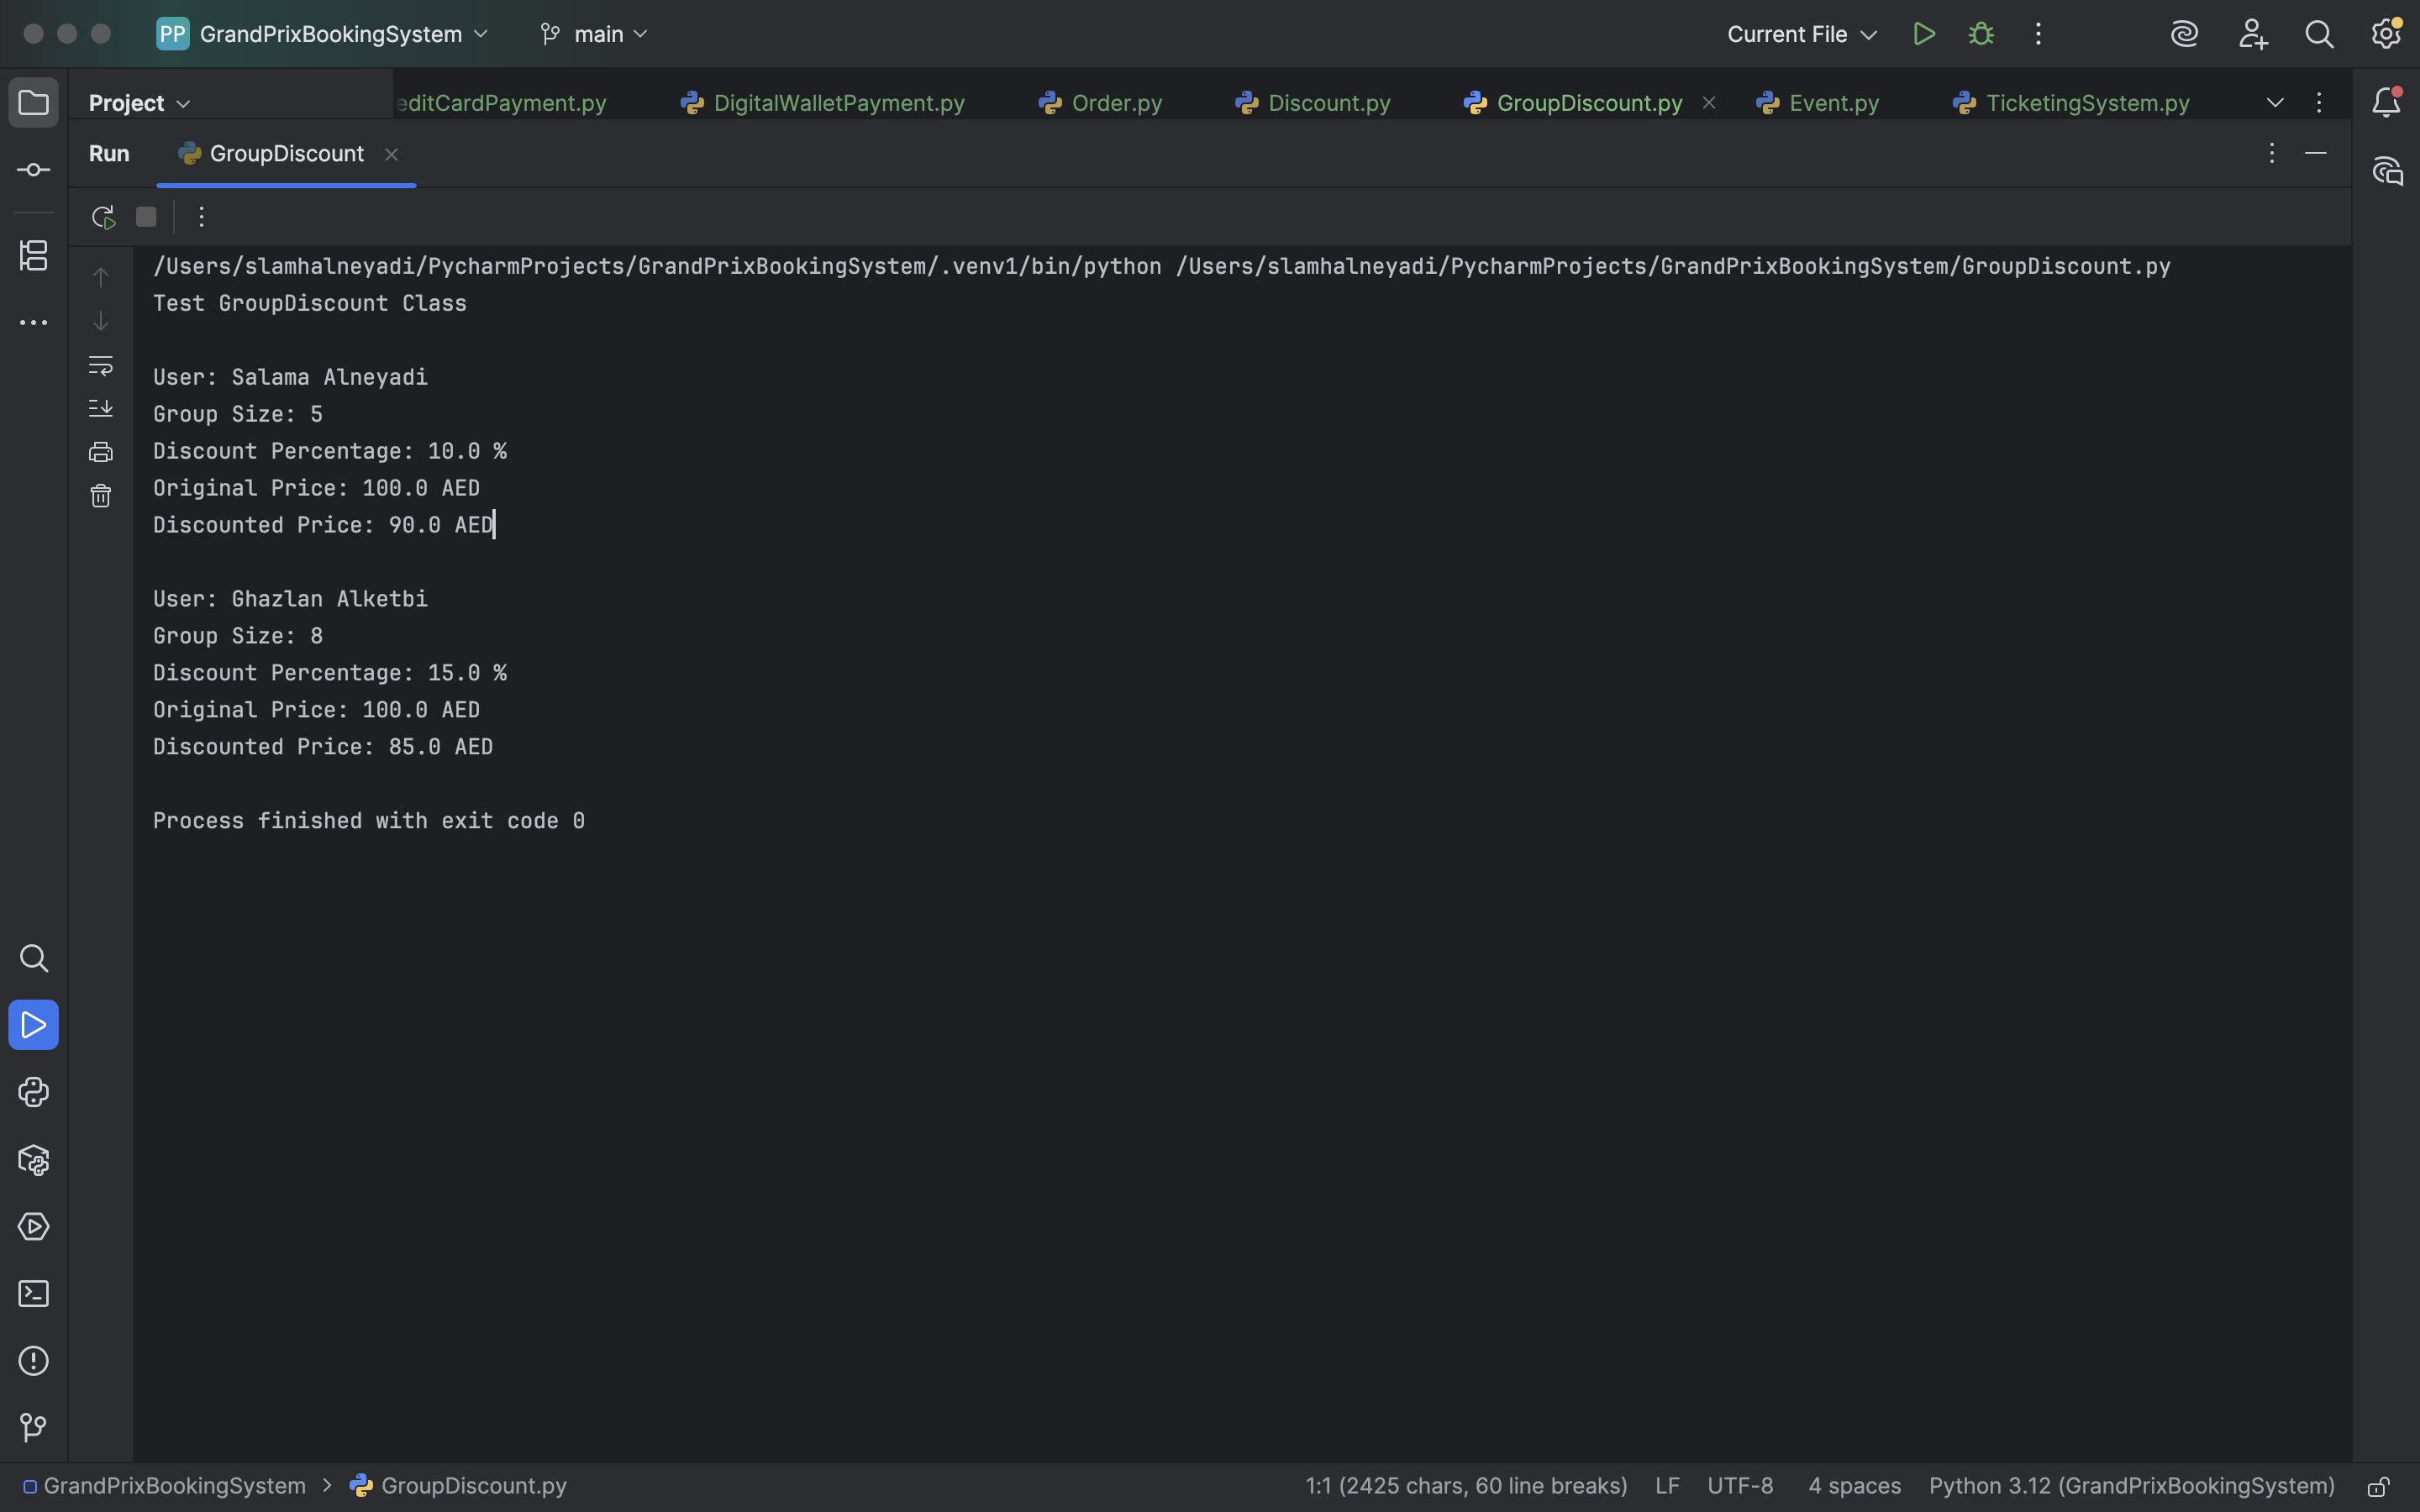 PP GrandPrixBookingSystem main Current File
Project editCardPayment.py DigitalWalletPayment.py Order.py Discount.py GroupDiscount.py Event.py TicketingSystem.py
Run GroupDiscount
/Users/slamhalneyadi/PycharmProjects/GrandPrixBookingSystem/.venv1/bin/python /Users/slamhalneyadi/PycharmProjects/GrandPrixBookingSystem/GroupDiscount.py
Test GroupDiscount Class
User: Salama Alneyadi
Group Size: 5
Discount Percentage: 10.0 %
Original Price: 100.0 AED
Discounted Price: 90.0 AED
User: Ghazlan Alketbi
Group Size: 8
Discount Percentage: 15.0 %
Original Price: 100.0 AED
Discounted Price: 85.0 AED
Process finished with exit code 0
GrandPrixBookingSystem > GroupDiscount.py 1:1 (2425 chars, 60 line breaks) LF UTF-8 4 spaces Python 3.12 (GrandPrixBookingSystem)